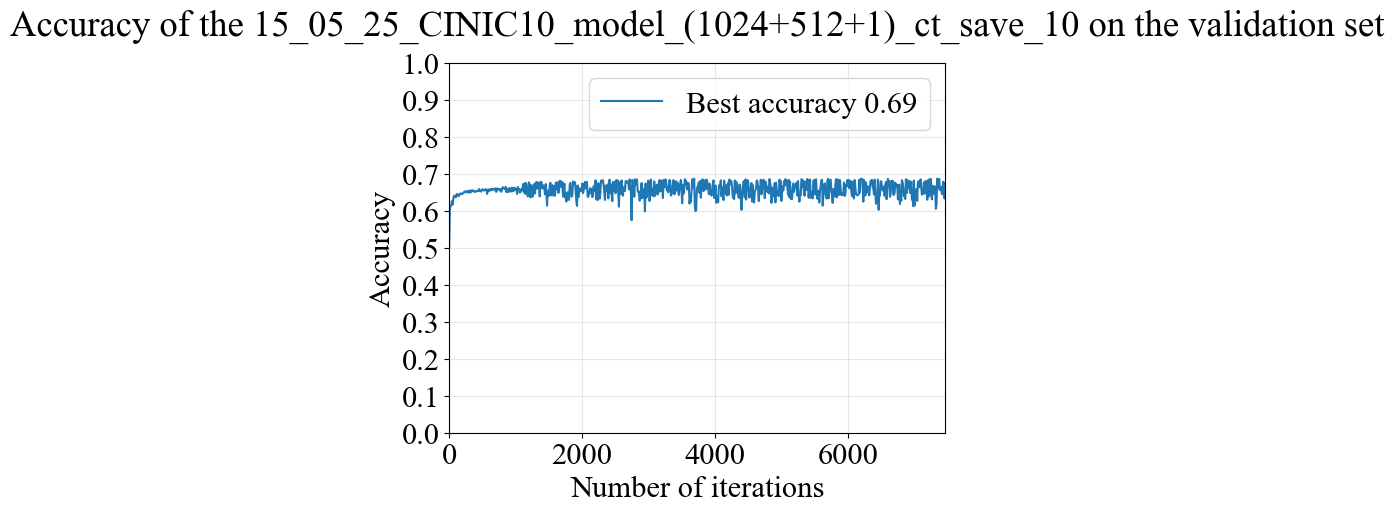 Accuracy of the 15_05_25_CINIC10_model_(1024+512+1)_ct_save_10 on the validation set
1.0
0.9
0.8
0.7
0.6
0.5
0.4
0.3
0.2
0.1
0.0
Accuracy
Best accuracy 0.69
0 2000 4000 6000
Number of iterations